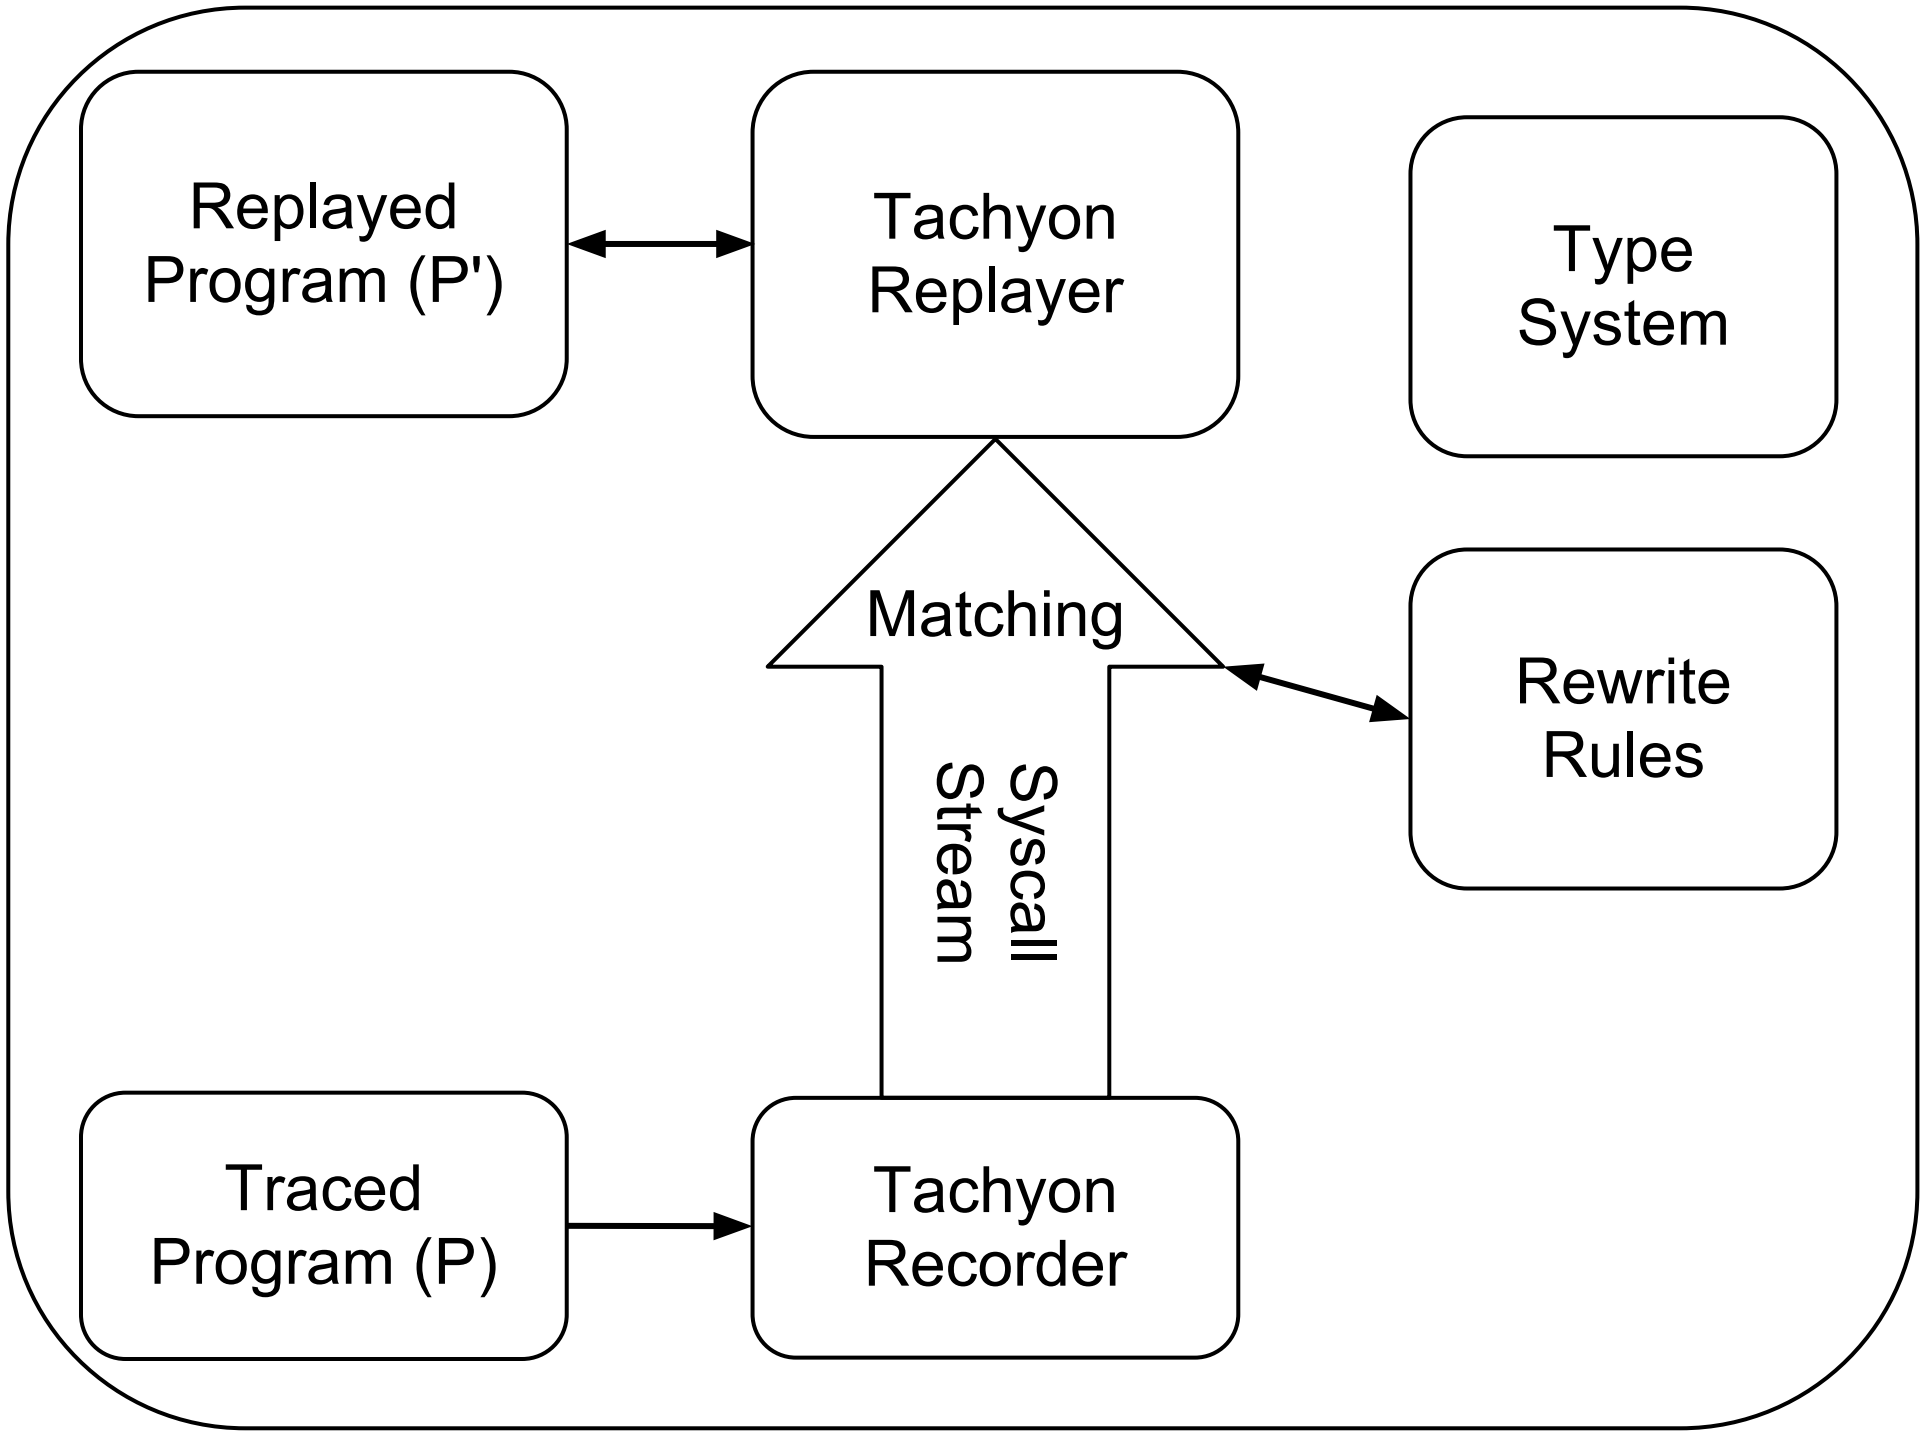 Replayed
Program (P')
Tachyon
Replayer
Type
System
Matching
Rewrite
Rules
Syscall
Stream
Traced
Program (P)
Tachyon
Recorder